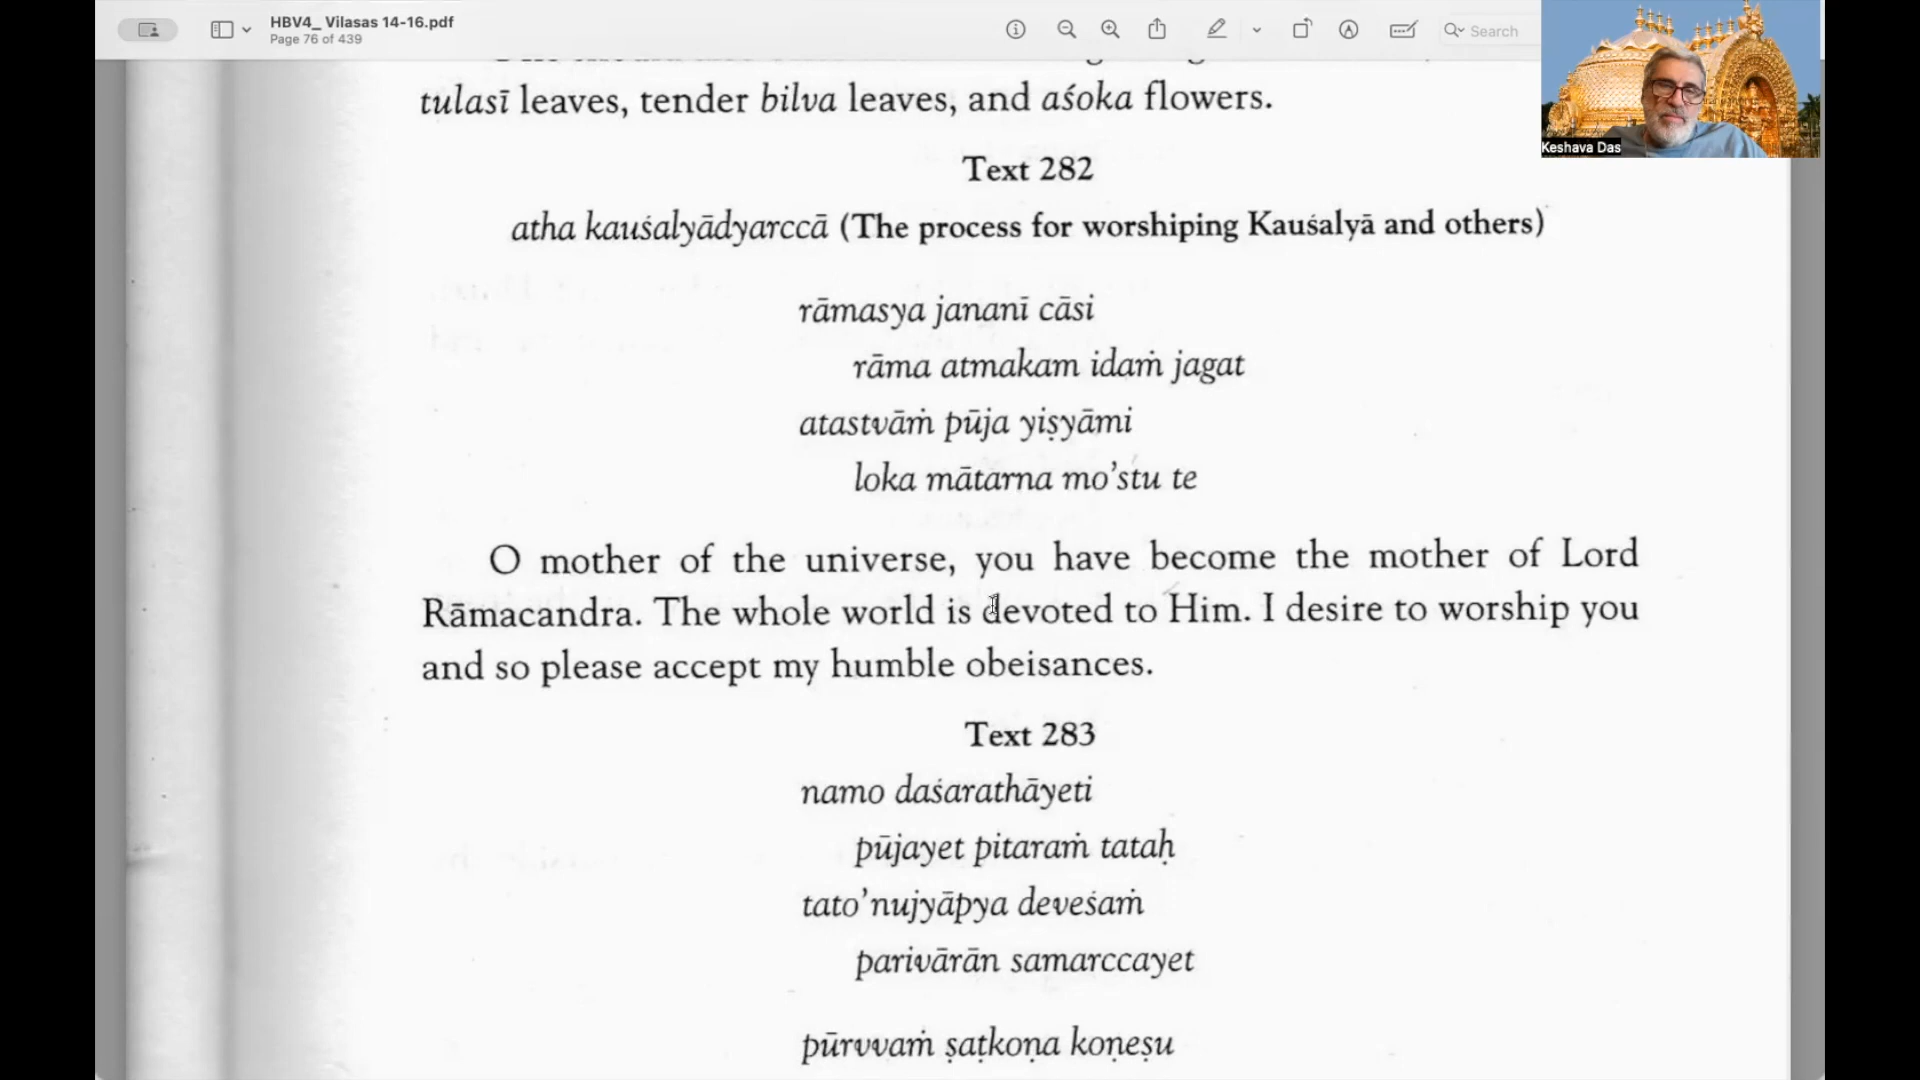 HBV4_ Vilasas 14-16.pdf
Page 76 of 439
Search
Keshava Das
tulasī leaves, tender bilva leaves, and aśoka flowers.
Text 282
atha kauśalyādyarccā (The process for worshiping Kauśalyā and others)
rāmasya jananī cāsi
rāma atmakam idaṁ jagat
atastvāṁ pūja yiṣyāmi
loka mātarna mo'stu te
O mother of the universe, you have become the mother of Lord
Rāmacandra. The whole world is devoted to Him. I desire to worship you
and so please accept my humble obeisances.
Text 283
namo daśarathāyeti
pūjayet pitaraṁ tataḥ
tato'nujyāpya deveśaṁ
parivārān samarccayet
pūrvvaṁ ṣaṭkoṇa koṇeṣu